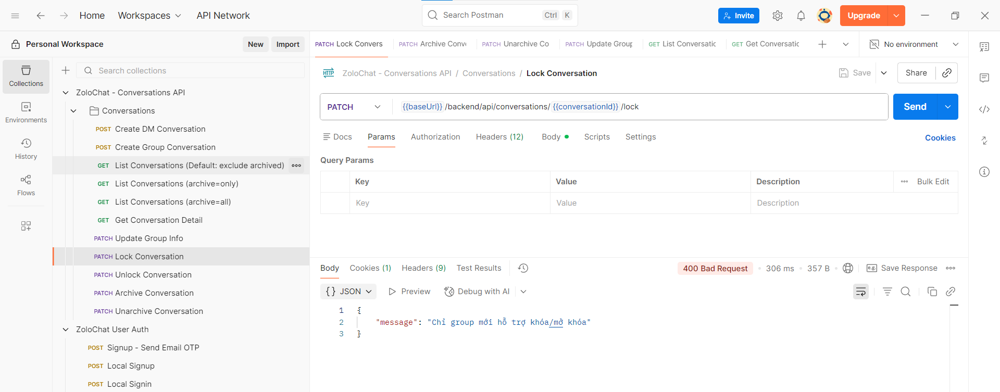 Home Workspaces API Network Search Postman Ctrl K Invite Upgrade
Personal Workspace New Import
PATCH Lock Convers PATCH Archive Conv PATCH Unarchive Co PATCH Update Group GET List Conversatic GET Get Conversatic No environment
Collections
Environments
History
Flows
Search collections
ZoloChat - Conversations API
Conversations
POST Create DM Conversation
POST Create Group Conversation
GET List Conversations (Default: exclude archived)
GET List Conversations (archive=only)
GET List Conversations (archive=all)
GET Get Conversation Detail
PATCH Update Group Info
PATCH Lock Conversation
PATCH Unlock Conversation
PATCH Archive Conversation
PATCH Unarchive Conversation
ZoloChat User Auth
POST Signup - Send Email OTP
POST Local Signup
POST Local Signin
HTTP ZoloChat - Conversations API / Conversations / Lock Conversation Save Share
PATCH {{baseUrl}}/backend/api/conversations/{{conversationId}}/lock Send
Docs Params Authorization Headers (12) Body Scripts Settings Cookies
Query Params
Key Value Description Bulk Edit
Key Value Description
Body Cookies (1) Headers (9) Test Results 400 Bad Request 306 ms 357 B e.g. Save Response
{} JSON Preview Debug with AI
1 {
2 "message": "Chỉ group mới hỗ trợ khóa/mở khóa"
3 }